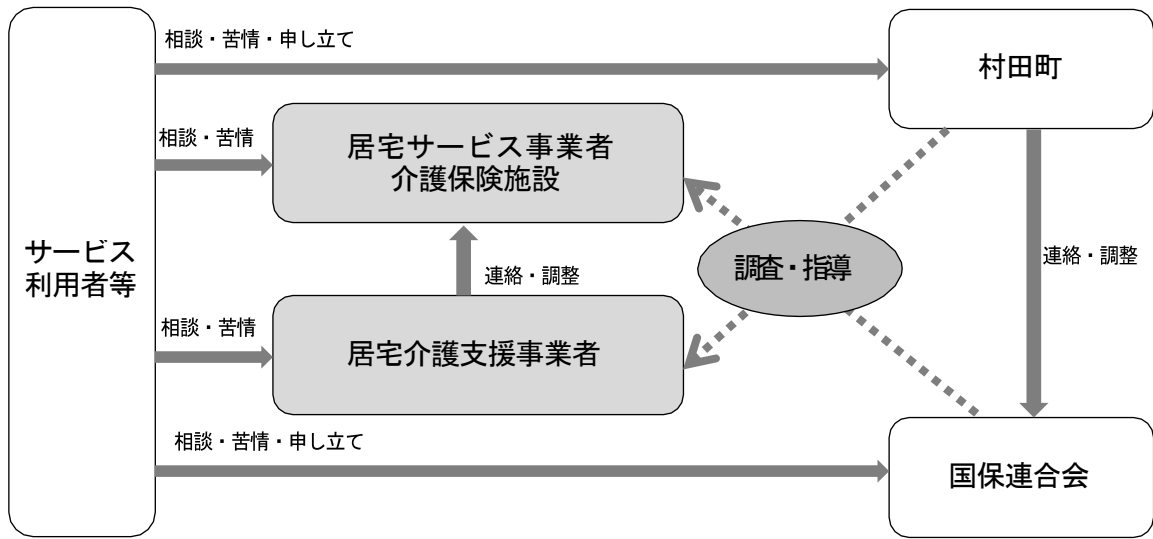 相談・苦情・申し立て
村田町
相談・苦情
居宅サービス事業者
介護保険施設
サービス
利用者等
連絡・調整
調査・指導
連絡・調整
相談・苦情
居宅介護支援事業者
相談・苦情・申し立て
国保連合会